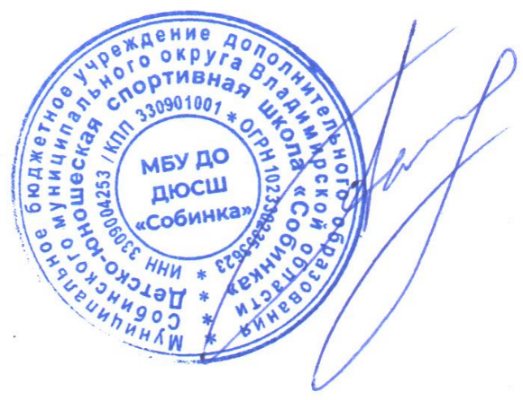 Муниципальное бюджетное учреждение дополнительного образования
Собинского муниципального округа Владимирской области
* Детско-юношеская спортивная школа «Собинка» *
* ИНН 3309004253 / КПП 330901001 * ОГРН
МБУ ДО
ДЮСШ
«Собинка»